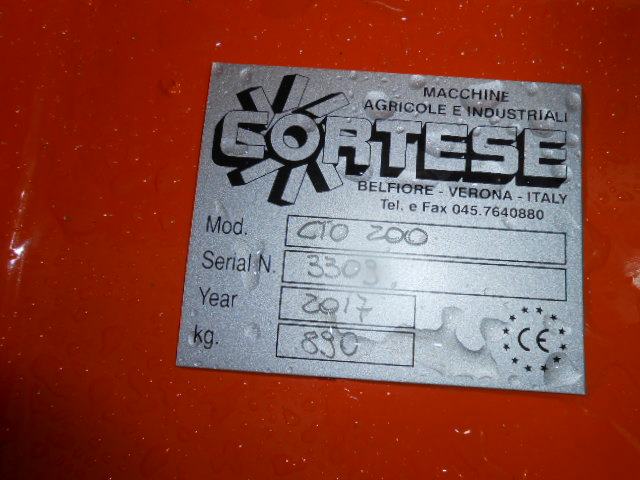 MACCHINE
AGRICOLE E INDUSTRIALI
CORTESE
BELFIORE - VERONA - ITALY
Tel. e Fax 045.7640880
Mod. CTO 200
Serial N. 3303
Year 2017
kg. 890
CE